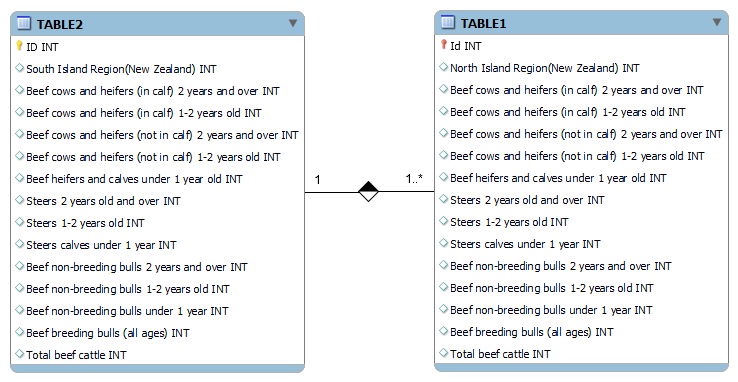 TABLE2
ID INT
South Island Region(New Zealand) INT
Beef cows and heifers (in calf) 2 years and over INT
Beef cows and heifers (in calf) 1-2 years old INT
Beef cows and heifers (not in calf) 2 years and over INT
Beef cows and heifers (not in calf) 1-2 years old INT
Beef heifers and calves under 1 year old INT
Steers 2 years old and over INT
Steers 1-2 years old INT
Steers calves under 1 year INT
Beef non-breeding bulls 2 years and over INT
Beef non-breeding bulls 1-2 years old INT
Beef non-breeding bulls under 1 year INT
Beef breeding bulls (all ages) INT
Total beef cattle INT
1
1..*
TABLE1
Id INT
North Island Region(New Zealand) INT
Beef cows and heifers (in calf) 2 years and over INT
Beef cows and heifers (in calf) 1-2 years old INT
Beef cows and heifers (not in calf) 2 years and over INT
Beef cows and heifers (not in calf) 1-2 years old INT
Beef heifers and calves under 1 year old INT
Steers 2 years old and over INT
Steers 1-2 years old INT
Steers calves under 1 year INT
Beef non-breeding bulls 2 years and over INT
Beef non-breeding bulls 1-2 years old INT
Beef non-breeding bulls under 1 year INT
Beef breeding bulls (all ages) INT
Total beef cattle INT